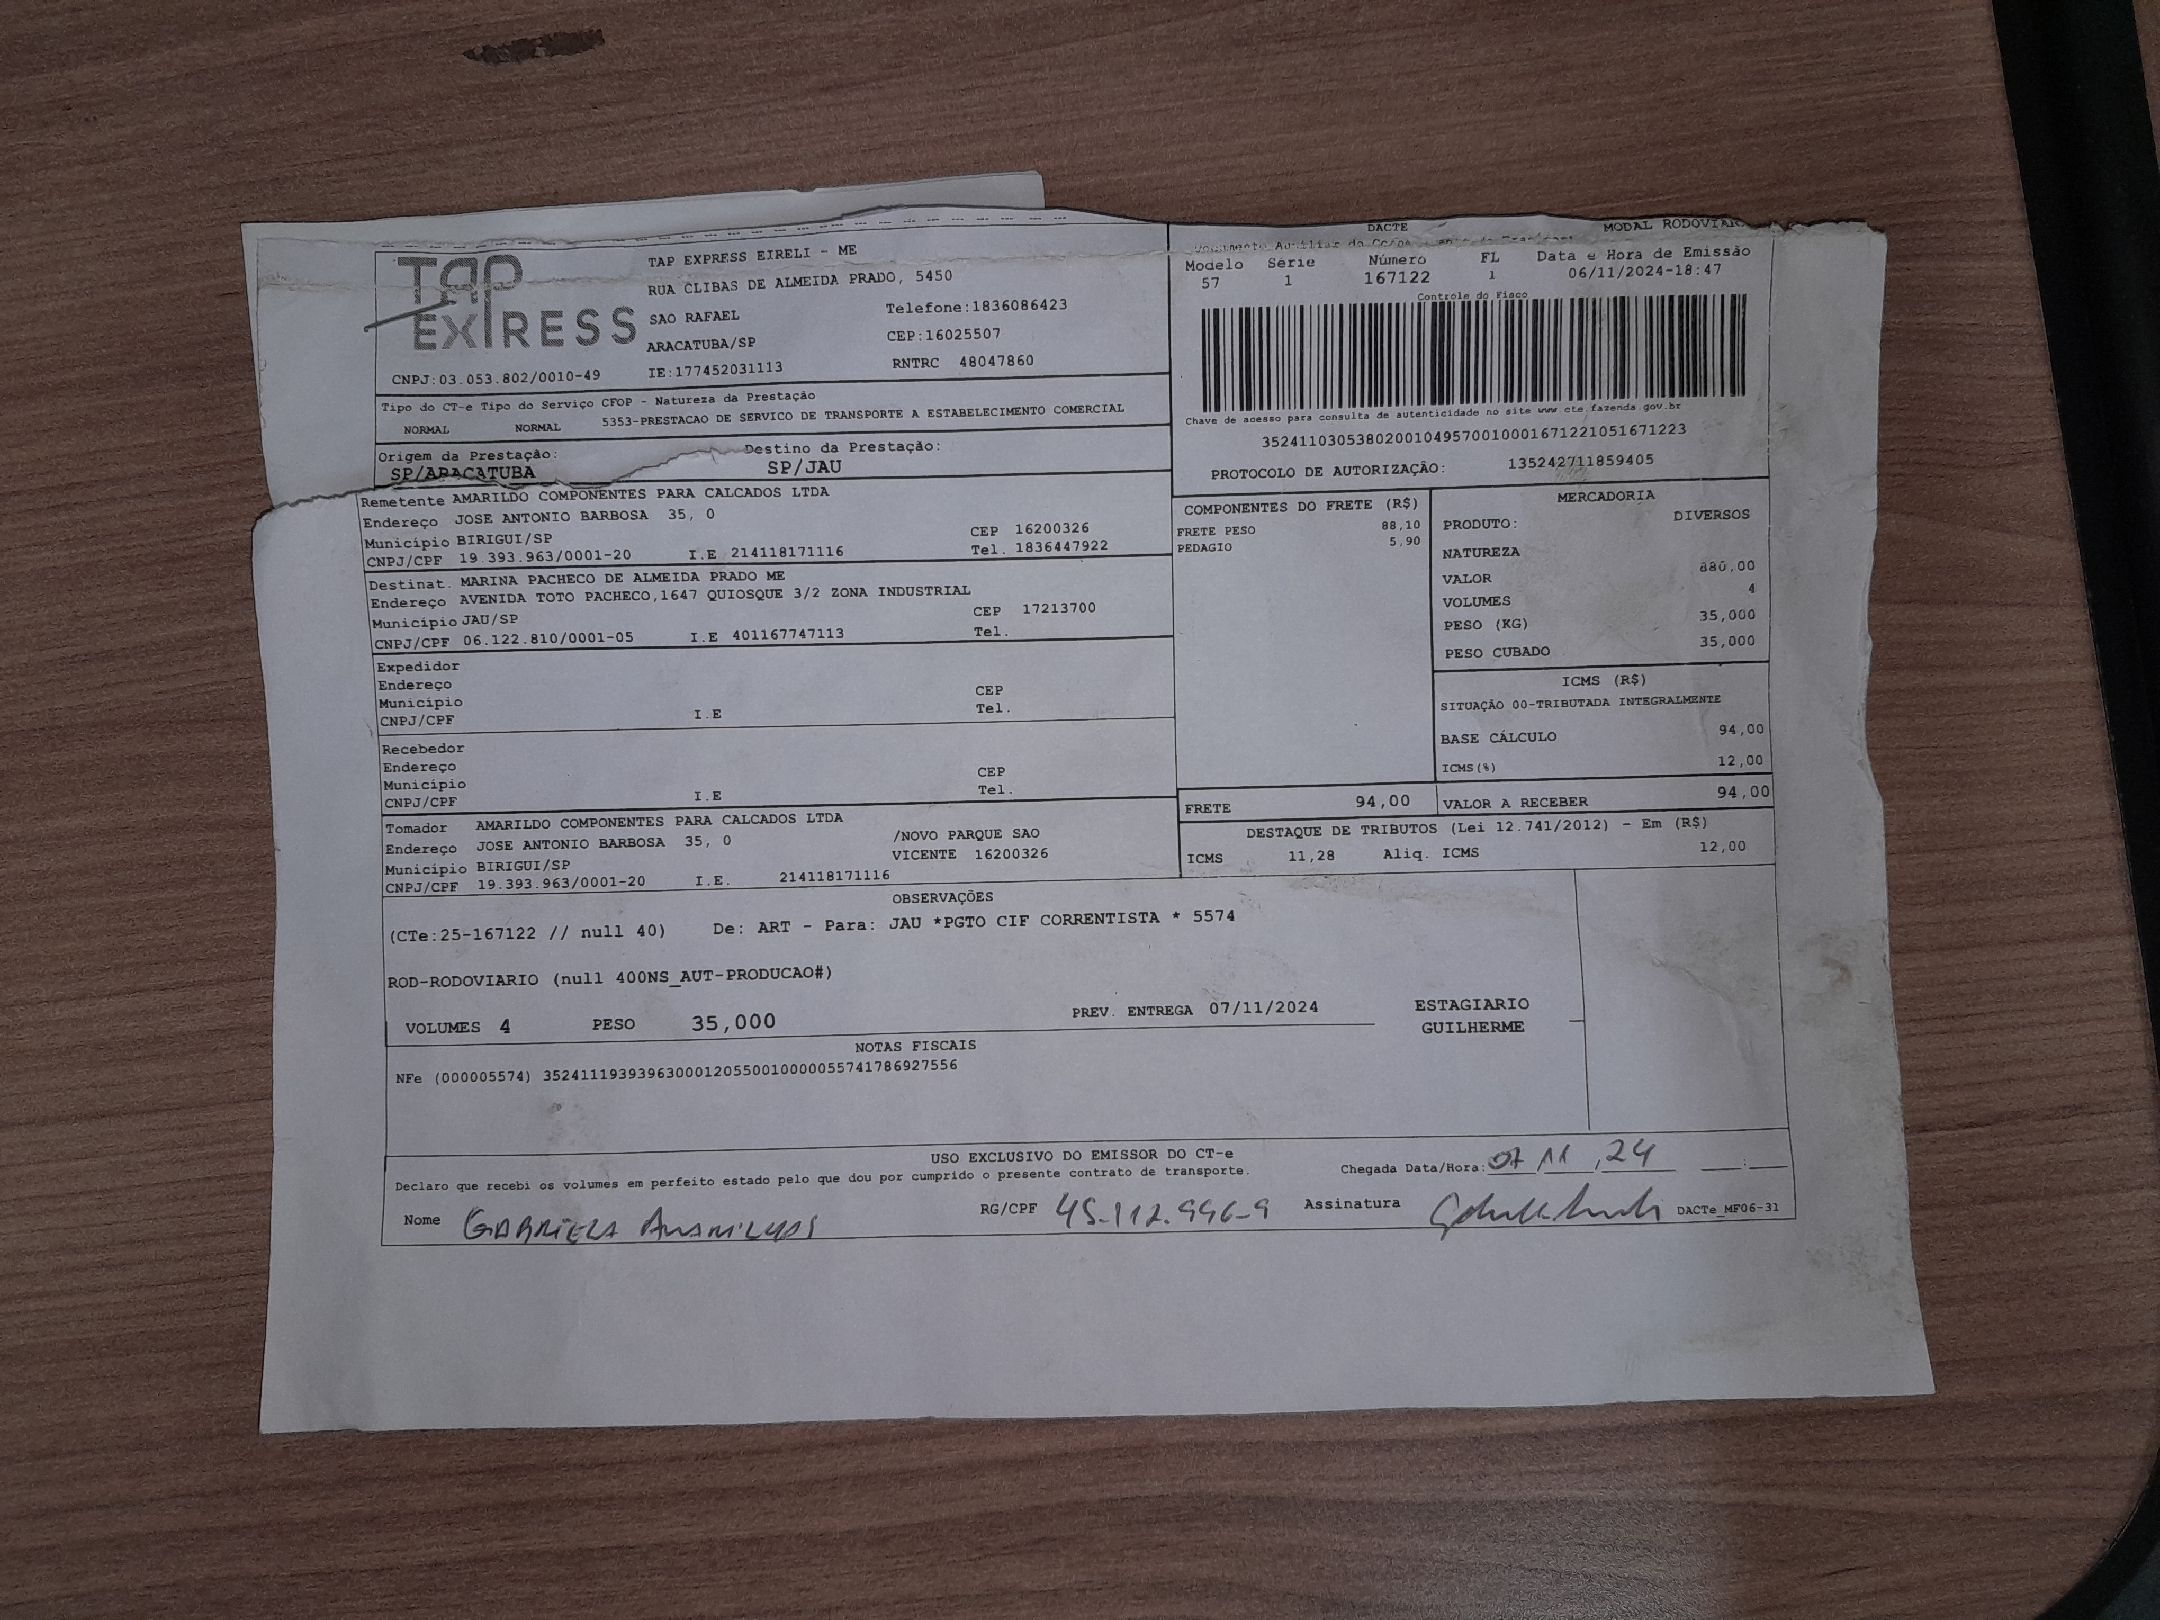 DACTE MODAL RODOVIAR
TAP EXPRESS
TAP EXPRESS EIRELI - ME
RUA CLIBAS DE ALMEIDA PRADO, 5450
SAO RAFAEL Telefone:1836086423
ARACATUBA/SP CEP:16025507
CNPJ:03.053.802/0010-49 IE:177452031113 RNTRC 48047860
Modelo Série Número FL Data e Hora de Emissão
57 1 167122 1 06/11/2024-18:47
Controle do Fisco
Chave de acesso para consulta de autenticidade no site www cte.fazenda.gov.br
35241103053802001049570010001671221051671223
PROTOCOLO DE AUTORIZAÇÃO: 135242711859405
Tipo do CT-e Tipo do Serviço CFOP - Natureza da Prestação
NORMAL NORMAL 5353-PRESTACAO DE SERVICO DE TRANSPORTE A ESTABELECIMENTO COMERCIAL
Origem da Prestação: Destino da Prestação:
SP/ARACATUBA SP/JAU
Remetente AMARILDO COMPONENTES PARA CALCADOS LTDA
Endereço JOSE ANTONIO BARBOSA 35, 0
Município BIRIGUI/SP CEP 16200326
CNPJ/CPF 19.393.963/0001-20 I.E 214118171116 Tel. 1836447922
Destinat. MARINA PACHECO DE ALMEIDA PRADO ME
Endereço AVENIDA TOTO PACHECO,1647 QUIOSQUE 3/2 ZONA INDUSTRIAL
Município JAU/SP CEP 17213700
CNPJ/CPF 06.122.810/0001-05 I.E 401167747113 Tel.
Expedidor
Endereço
Município CEP
CNPJ/CPF I.E Tel.
Recebedor
Endereço
Município CEP
CNPJ/CPF I.E Tel.
Tomador AMARILDO COMPONENTES PARA CALCADOS LTDA
Endereço JOSE ANTONIO BARBOSA 35, 0 /NOVO PARQUE SAO
Município BIRIGUI/SP VICENTE 16200326
CNPJ/CPF 19.393.963/0001-20 I.E. 214118171116
COMPONENTES DO FRETE (R$)
FRETE PESO 88,10
PEDAGIO 5,90
MERCADORIA
PRODUTO: DIVERSOS
NATUREZA
VALOR 880,00
VOLUMES 4
PESO (KG) 35,000
PESO CUBADO 35,000
ICMS (R$)
SITUAÇÃO 00-TRIBUTADA INTEGRALMENTE
BASE CÁLCULO 94,00
ICMS(%) 12,00
FRETE 94,00 VALOR A RECEBER 94,00
DESTAQUE DE TRIBUTOS (Lei 12.741/2012) - Em (R$)
ICMS 11,28 Aliq. ICMS 12,00
OBSERVAÇÕES
(CTe:25-167122 // null 40) De: ART - Para: JAU *PGTO CIF CORRENTISTA * 5574
ROD-RODOVIARIO (null 400NS_AUT-PRODUCAO#)
VOLUMES 4 PESO 35,000 PREV. ENTREGA 07/11/2024
ESTAGIARIO
GUILHERME
NOTAS FISCAIS
NFe (000005574) 35241119393963000120550010000055741786927556
USO EXCLUSIVO DO EMISSOR DO CT-e
Declaro que recebi os volumes em perfeito estado pelo que dou por cumprido o presente contrato de transporte. Chegada Data/Hora: 07 11 24
Nome GABRIELA RG/CPF 45-112.996-9 Assinatura DACTe_MF06-31